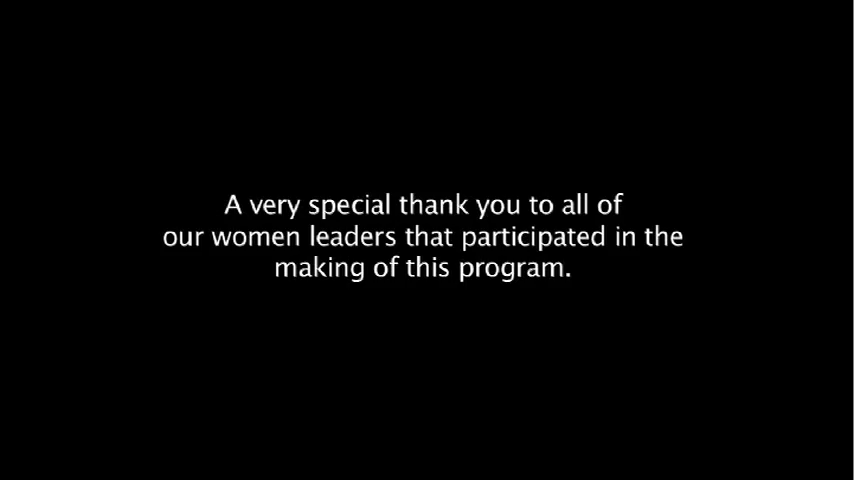 A very special thank you to all of
our women leaders that participated in the
making of this program.